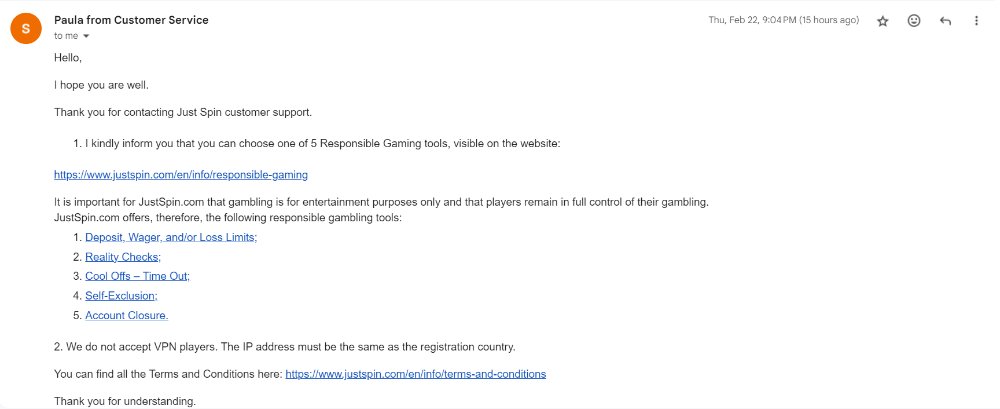 S
Paula from Customer Service
Thu, Feb 22, 9:04 PM (15 hours ago)
to me
Hello,
I hope you are well.
Thank you for contacting Just Spin customer support.
1. I kindly inform you that you can choose one of 5 Responsible Gaming tools, visible on the website:
https://www.justspin.com/en/info/responsible-gaming
It is important for JustSpin.com that gambling is for entertainment purposes only and that players remain in full control of their gambling.
JustSpin.com offers, therefore, the following responsible gambling tools:
1. Deposit, Wager, and/or Loss Limits;
2. Reality Checks;
3. Cool Offs – Time Out;
4. Self-Exclusion;
5. Account Closure.
2. We do not accept VPN players. The IP address must be the same as the registration country.
You can find all the Terms and Conditions here: https://www.justspin.com/en/info/terms-and-conditions
Thank you for understanding.